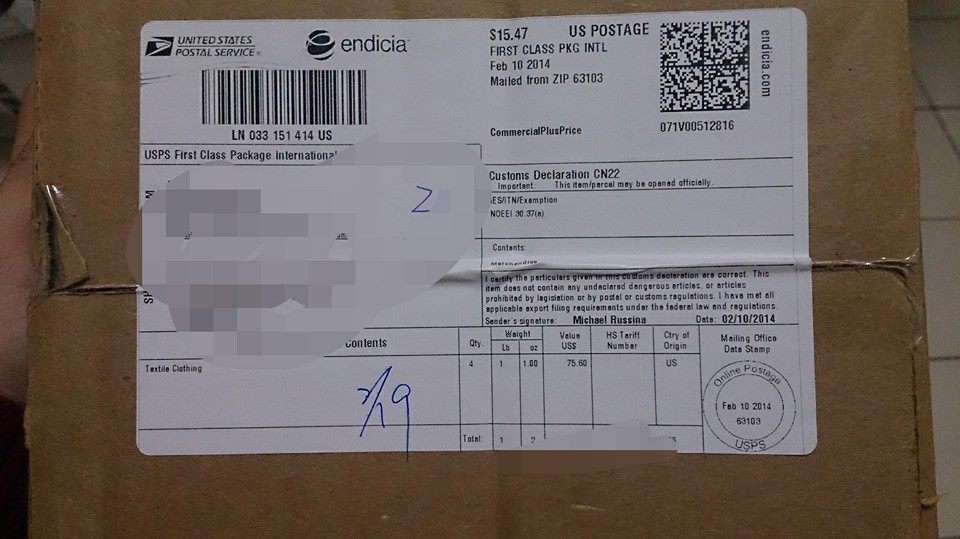 UNITED STATES
POSTAL SERVICE®
endicia
LN 033 151 414 US
USPS First Class Package International
$15.47 US POSTAGE
FIRST CLASS PKG INTL
Feb 10 2014
Mailed from ZIP 63103
CommercialPlusPrice
071V00512816
endicia.com
2
Customs Declaration CN22
Important: This item/parcel may be opened officially.
AES/ITN/Exemption
NOEEI 30.37(a)
Contents:
Merchandise
I certify the particulars given in this customs declaration are correct. This
item does not contain any undeclared dangerous articles, or articles
prohibited by legislation or by postal or customs regulations. I have met all
applicable export filing requirements under the federal law and regulations.
Sender's signature: Michael Russina Date: 02/10/2014
Contents Qty. Weight Lb oz Value US$ HS Tariff Number Ctry of Origin
Textile Clothing 4 1 1.00 75.60 US
2/19
Total: 1 2
Mailing Office
Date Stamp
Online Postage
Feb 10 2014
63103
USPS